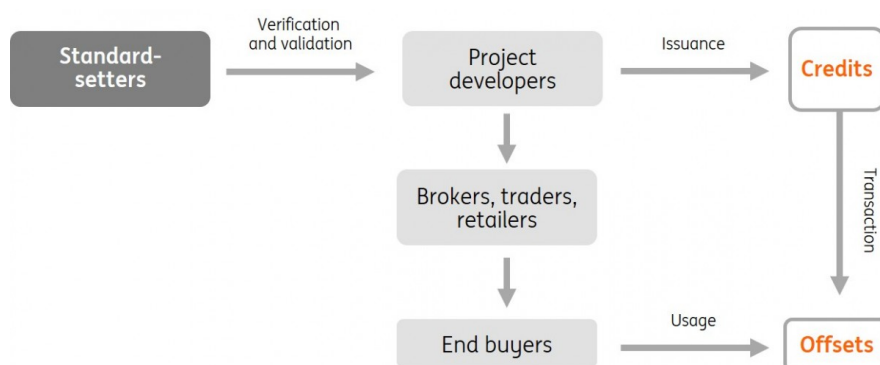 Verification
and validation
Standard-
setters
Project
developers
Issuance
Credits
Brokers, traders,
retailers
Transaction
End buyers
Usage
Offsets